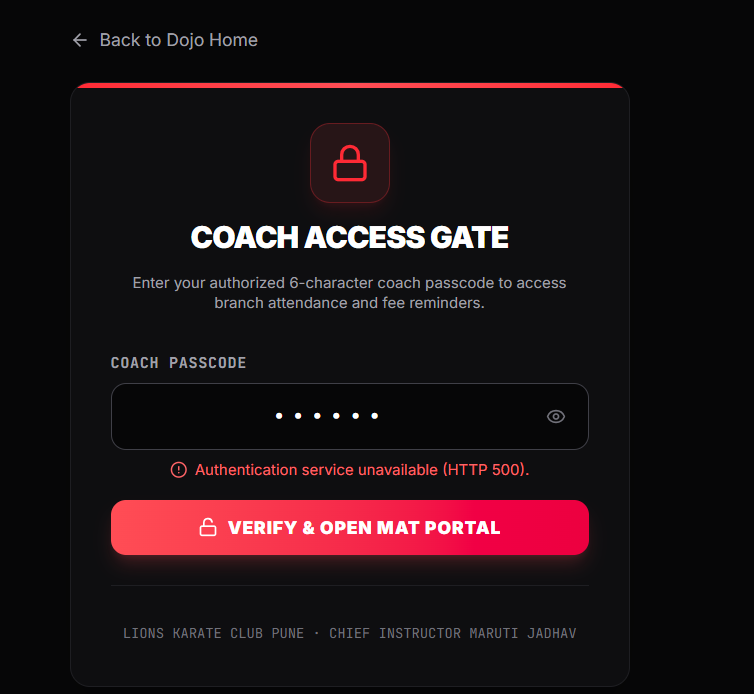 Back to Dojo Home
COACH ACCESS GATE
Enter your authorized 6-character coach passcode to access
branch attendance and fee reminders.
COACH PASSCODE
••••••
Authentication service unavailable (HTTP 500).
VERIFY & OPEN MAT PORTAL
LIONS KARATE CLUB PUNE · CHIEF INSTRUCTOR MARUTI JADHAV